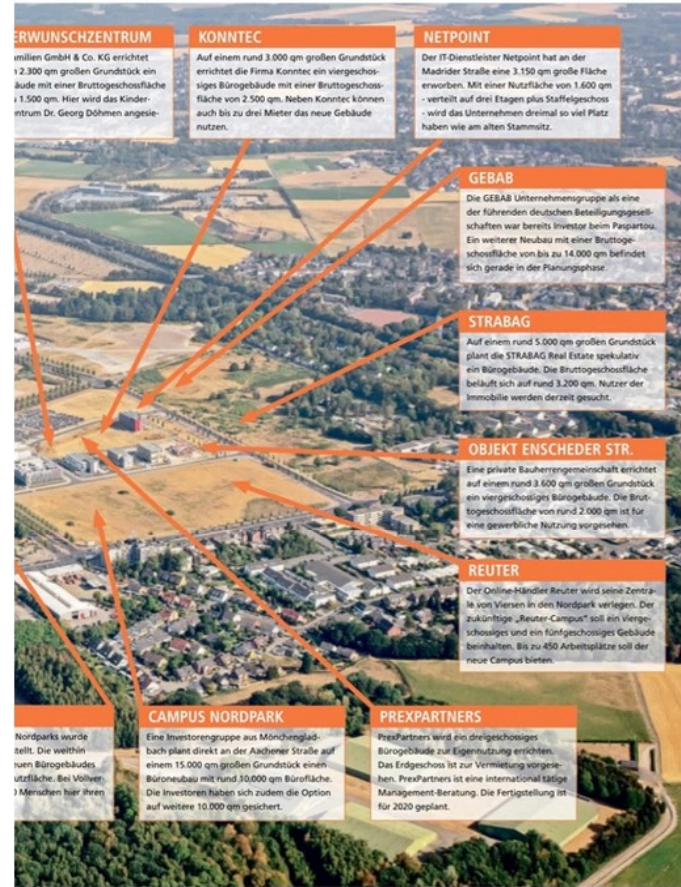 ERWUNSCHZENTRUM
amilien GmbH & Co. KG errichtet
2.300 qm großen Grundstück ein
äude mit einer Bruttogeschossfläche
1.500 qm. Hier wird das Kinder-
entrum Dr. Georg Döhmen angesie-
KONNTEC
Auf einem rund 3.000 qm großen Grundstück
errichtet die Firma Konntec ein viergeschos-
siges Bürogebäude mit einer Bruttogeschoss-
fläche von 2.500 qm. Neben Konntec können
auch bis zu drei Mieter das neue Gebäude
nutzen.
NETPOINT
Der IT-Dienstleister Netpoint hat an der
Madrider Straße eine 3.150 qm große Fläche
erworben. Mit einer Nutzfläche von 1.600 qm
- verteilt auf drei Etagen plus Staffelgeschoss
- wird das Unternehmen dreimal so viel Platz
haben wie am alten Stammsitz.
GEBAB
Die GEBAB Unternehmensgruppe als eine
der führenden deutschen Beteiligungsgesell-
schaften war bereits Investor beim Paspartou.
Ein weiterer Neubau mit einer Bruttoge-
schossfläche von bis zu 14.000 qm befindet
sich gerade in der Planungsphase.
STRABAG
Auf einem rund 5.000 qm großen Grundstück
plant die STRABAG Real Estate spekulativ
ein Bürogebäude. Die Bruttogeschossfläche
beläuft sich auf rund 3.200 qm. Nutzer der
Immobilie werden derzeit gesucht.
OBJEKT ENSCHEDER STR.
Eine private Bauherrengemeinschaft errichtet
auf einem rund 3.600 qm großen Grundstück
ein viergeschossiges Bürogebäude. Die Brut-
togeschossfläche von rund 2.000 qm ist für
eine gewerbliche Nutzung vorgesehen.
REUTER
Der Online-Händler Reuter wird seine Zentra-
le von Viersen in den Nordpark verlegen. Der
zukünftige „Reuter-Campus" soll ein vierge-
schossiges und ein fünfgeschossiges Gebäude
beinhalten. Bis zu 450 Arbeitsplätze soll der
neue Campus bieten.
Nordparks wurde
tellt. Die weithin
euen Bürogebäudes
utzfläche. Bei Vollver-
Menschen hier ihren
CAMPUS NORDPARK
Eine Investorengruppe aus Mönchenglad-
bach plant direkt an der Aachener Straße auf
einem 15.000 qm großen Grundstück einen
Büroneubau mit rund 10.000 qm Bürofläche.
Die Investoren haben sich zudem die Option
auf weitere 10.000 qm gesichert.
PREXPARTNERS
PrexPartners wird ein dreigeschossiges
Bürogebäude zur Eigennutzung errichten.
Das Erdgeschoss ist zur Vermietung vorgese-
hen. PrexPartners ist eine international tätige
Management-Beratung. Die Fertigstellung ist
für 2020 geplant.